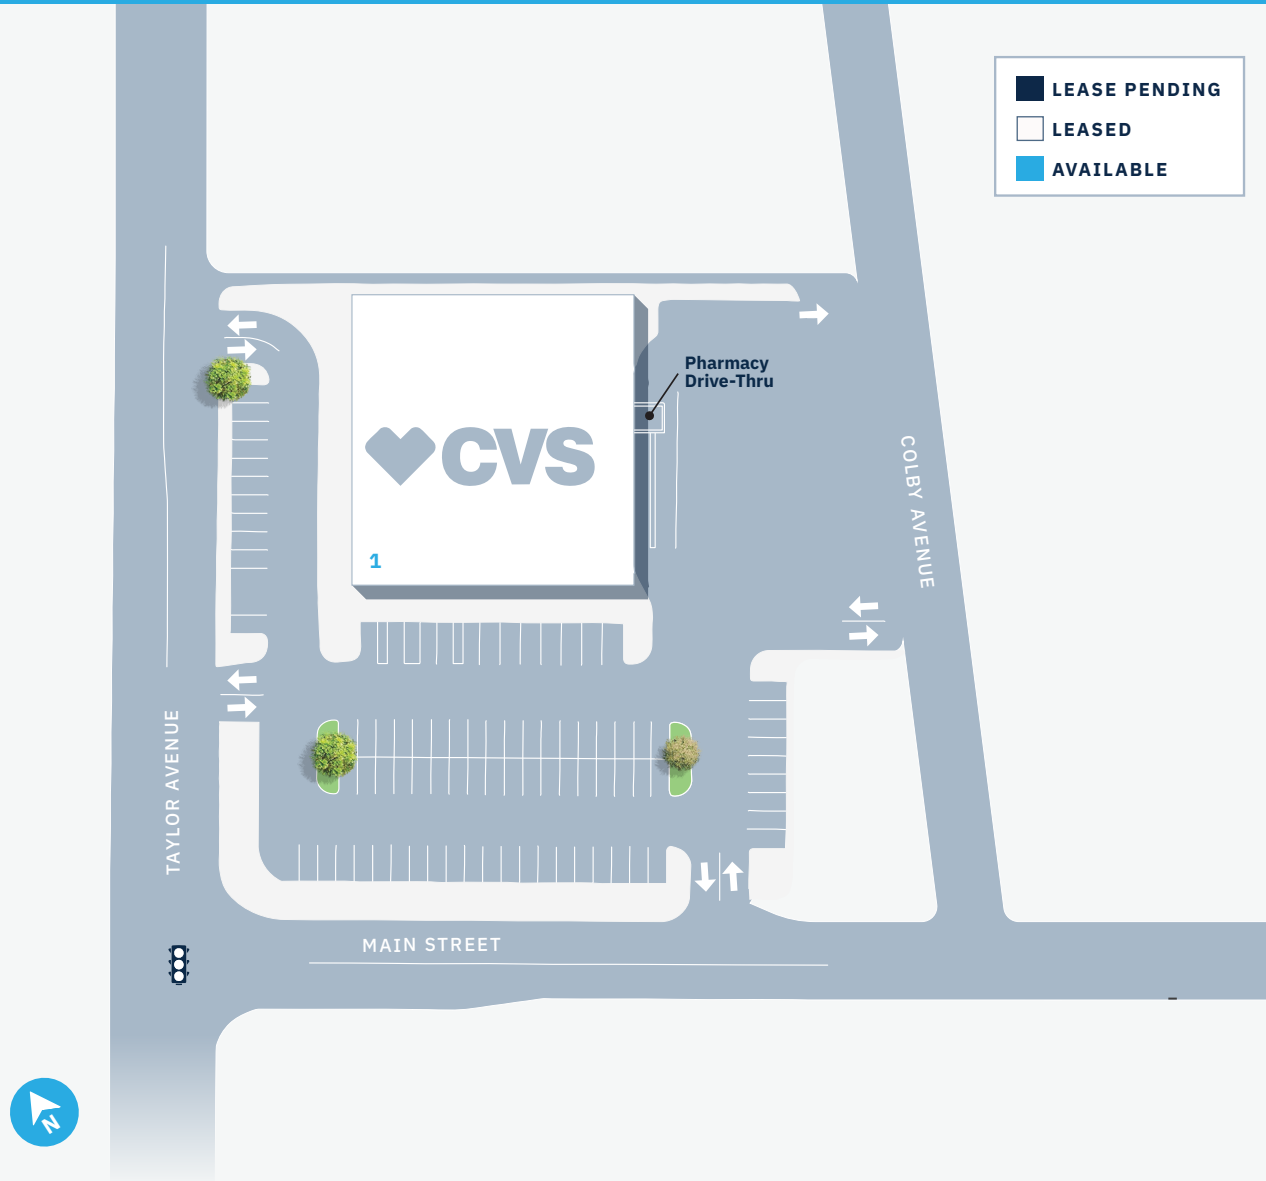 LEASE PENDING
LEASED
AVAILABLE
Pharmacy
Drive-Thru
CVS
1
COLBY AVENUE
TAYLOR AVENUE
MAIN STREET
N